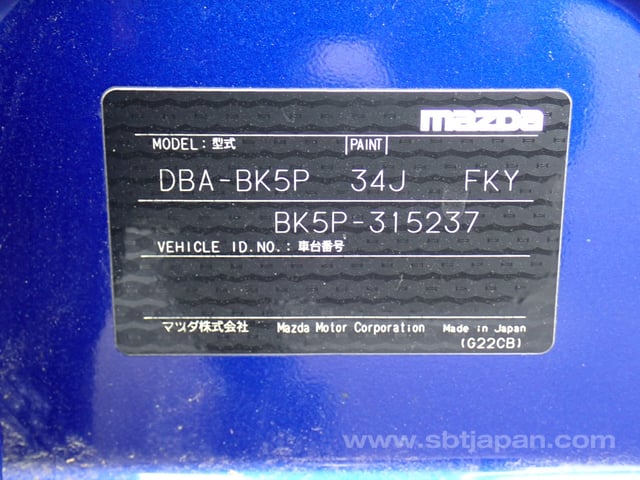 mazda
MODEL: 型式 PAINT
DBA-BK5P 34J FKY
BK5P-315237
VEHICLE ID.NO.: 車台番号
マツダ株式会社 Mazda Motor Corporation Made in Japan
(G22CB)
www.sbtjapan.com